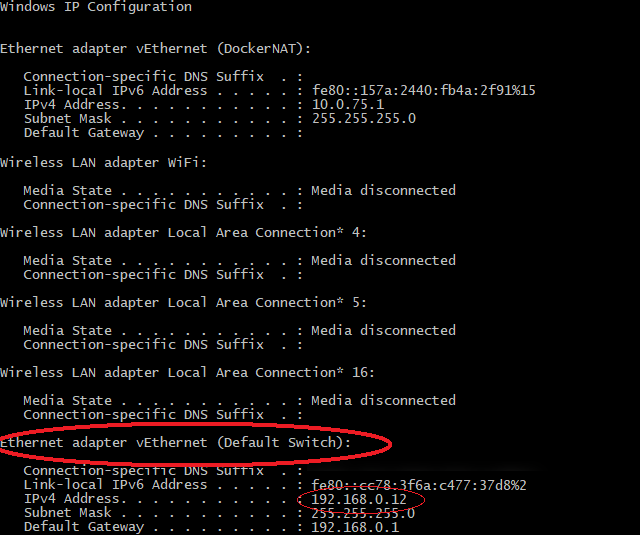 Windows IP Configuration
Ethernet adapter vEthernet (DockerNAT):
Connection-specific DNS Suffix . :
Link-local IPv6 Address . . . . . : fe80::157a:2440:fb4a:2f91%15
IPv4 Address. . . . . . . . . . . : 10.0.75.1
Subnet Mask . . . . . . . . . . . : 255.255.255.0
Default Gateway . . . . . . . . . :
Wireless LAN adapter WiFi:
Media State . . . . . . . . . . . : Media disconnected
Connection-specific DNS Suffix . :
Wireless LAN adapter Local Area Connection* 4:
Media State . . . . . . . . . . . : Media disconnected
Connection-specific DNS Suffix . :
Wireless LAN adapter Local Area Connection* 5:
Media State . . . . . . . . . . . : Media disconnected
Connection-specific DNS Suffix . :
Wireless LAN adapter Local Area Connection* 16:
Media State . . . . . . . . . . . : Media disconnected
Connection-specific DNS Suffix . :
Ethernet adapter vEthernet (Default Switch):
Connection-specific DNS Suffix . :
Link-local IPv6 Address . . . . . : fe80::cc78:3f6a:c477:37d8%2
IPv4 Address. . . . . . . . . . . : 192.168.0.12
Subnet Mask . . . . . . . . . . . : 255.255.255.0
Default Gateway . . . . . . . . . : 192.168.0.1